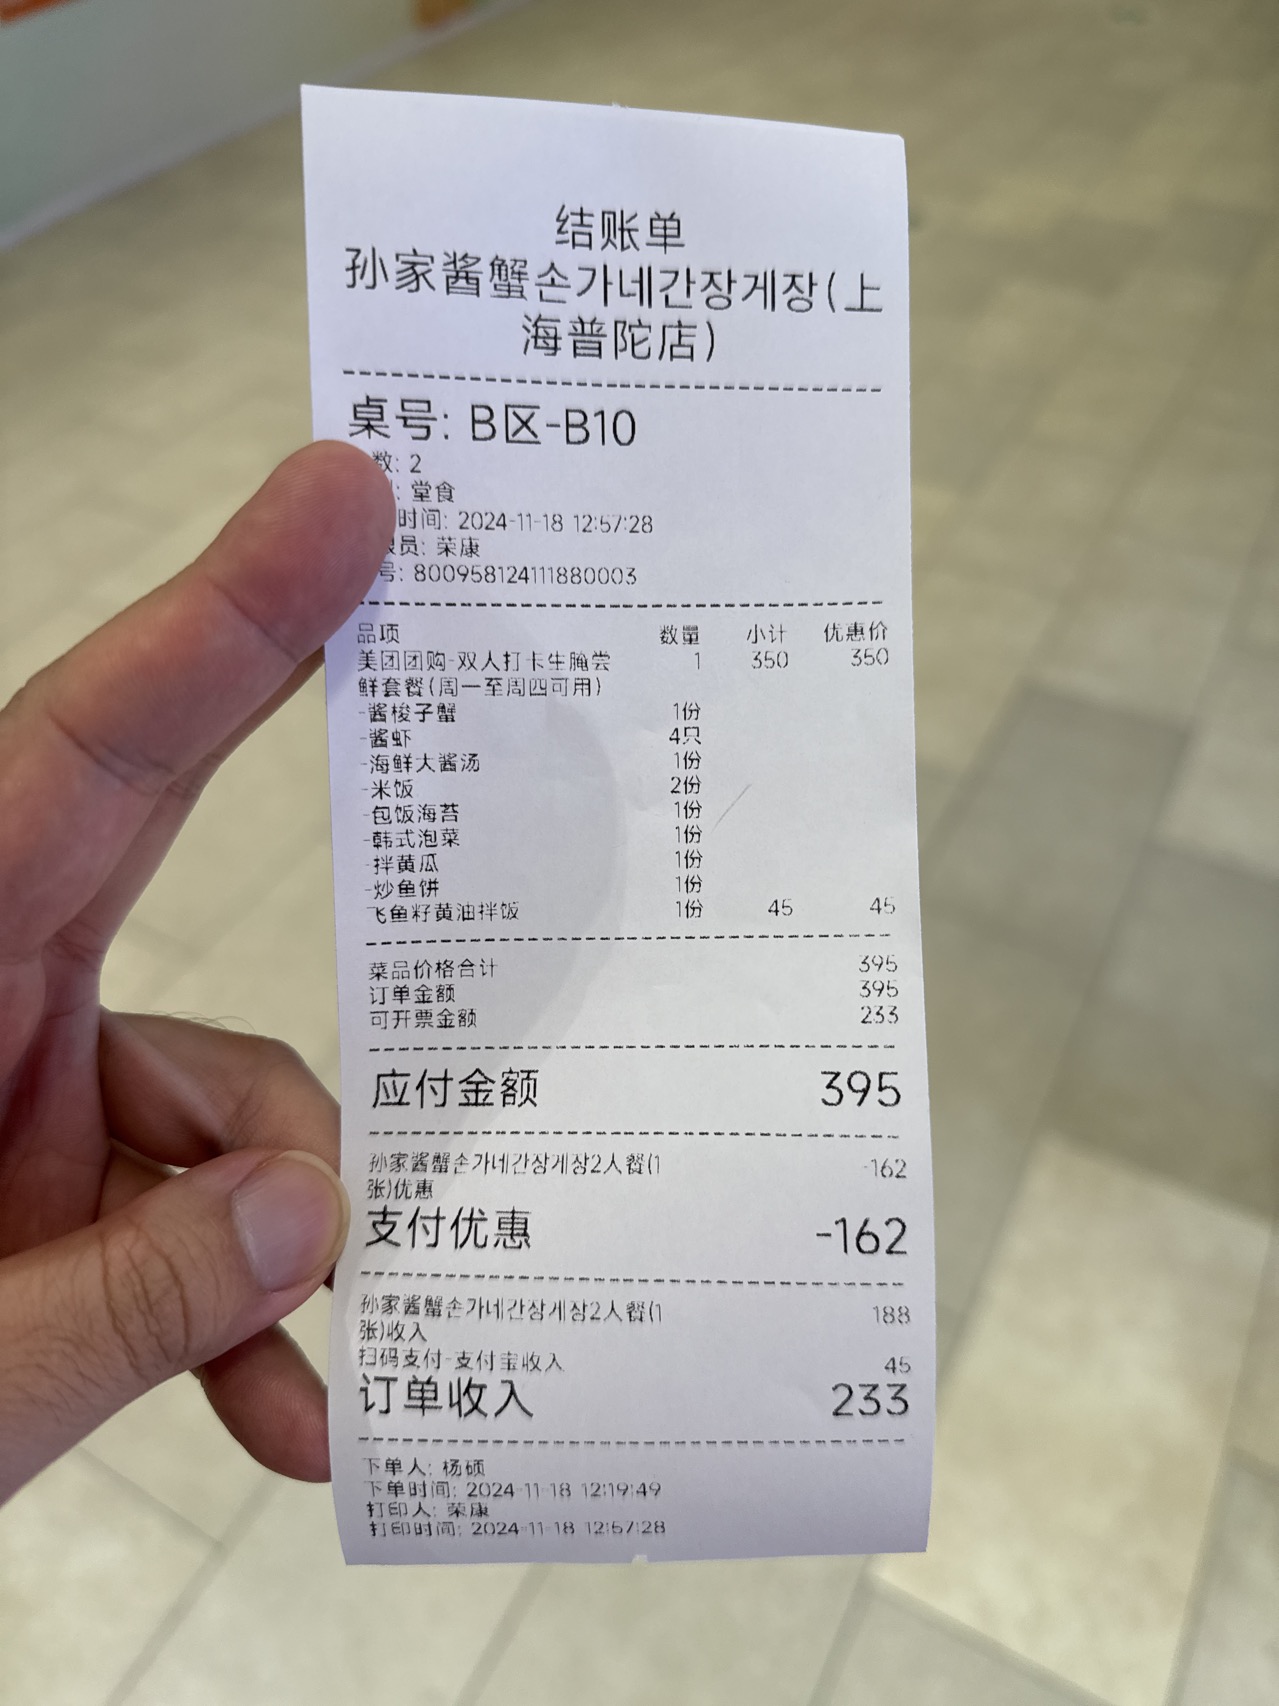 结账单
孙家酱蟹손가네간장게장(上
海普陀店)
桌号: B区-B10
数: 2
: 堂食
时间: 2024-11-18 12:57:28
员: 荣康
号: 800958124111880003
品项 数量 小计 优惠价
美团团购-双人打卡生腌尝 1 350 350
鲜套餐(周一至周四可用)
-酱梭子蟹 1份
-酱虾 4只
-海鲜大酱汤 1份
-米饭 2份
-包饭海苔 1份
-韩式泡菜 1份
-拌黄瓜 1份
-炒鱼饼 1份
飞鱼籽黄油拌饭 1份 45 45
菜品价格合计 395
订单金额 395
可开票金额 233
应付金额 395
孙家酱蟹손가네간장게장2人餐(1 -162
张)优惠
支付优惠 -162
孙家酱蟹손가네간장게장2人餐(1 188
张)收入
扫码支付-支付宝收入 45
订单收入 233
下单人: 杨硕
下单时间: 2024-11-18 12:19:49
打印人: 荣康
打印时间: 2024-11-18 12:57:28